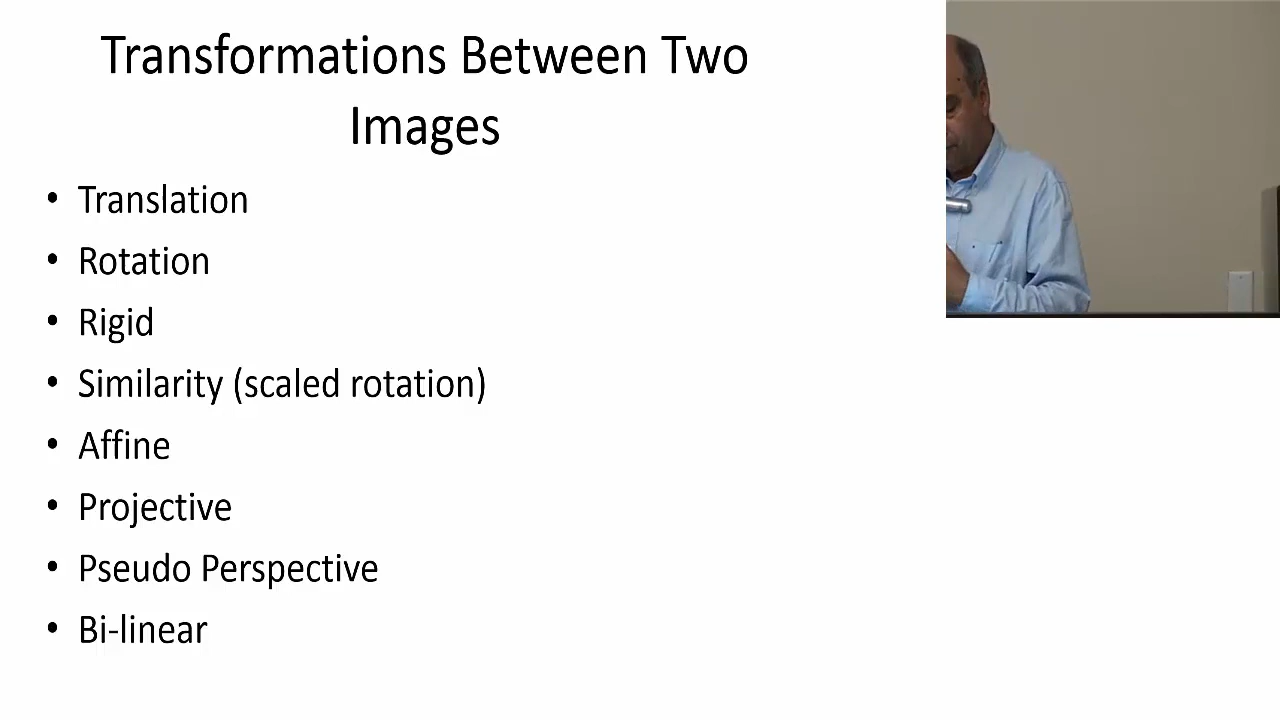 Transformations Between Two
Images
• Translation
• Rotation
• Rigid
• Similarity (scaled rotation)
• Affine
• Projective
• Pseudo Perspective
• Bi-linear